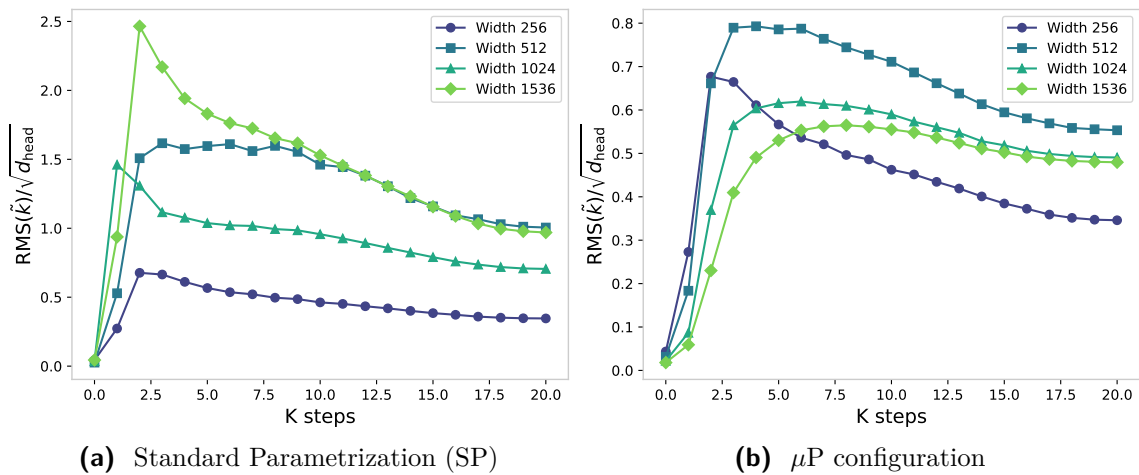 RMS(k̃)/√d_head
2.5
2.0
1.5
1.0
0.5
0.0
Width 256
Width 512
Width 1024
Width 1536
0.0 2.5 5.0 7.5 10.0 12.5 15.0 17.5 20.0
K steps
(a) Standard Parametrization (SP)
RMS(k̃)/√d_head
0.8
0.7
0.6
0.5
0.4
0.3
0.2
0.1
0.0
Width 256
Width 512
Width 1024
Width 1536
0.0 2.5 5.0 7.5 10.0 12.5 15.0 17.5 20.0
K steps
(b) μP configuration